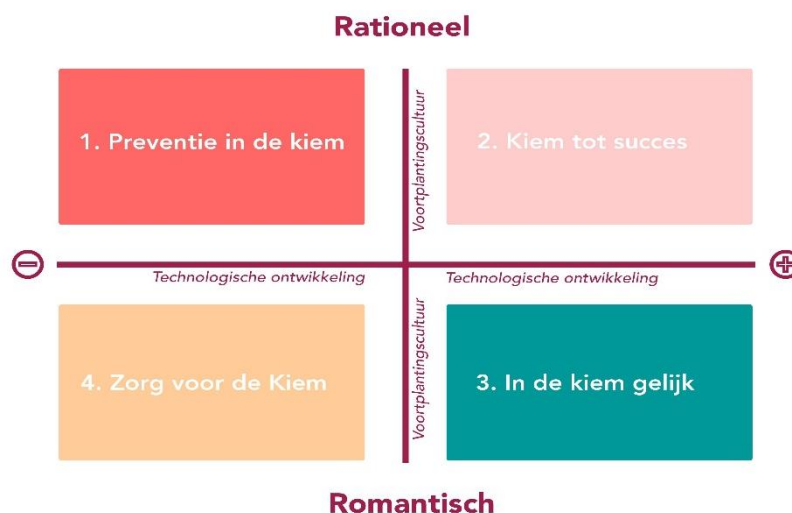 Rationeel
1. Preventie in de kiem
Voortplantingscultuur
2. Kiem tot succes
Technologische ontwikkeling
Technologische ontwikkeling
4. Zorg voor de Kiem
Voortplantingscultuur
3. In de kiem gelijk
Romantisch